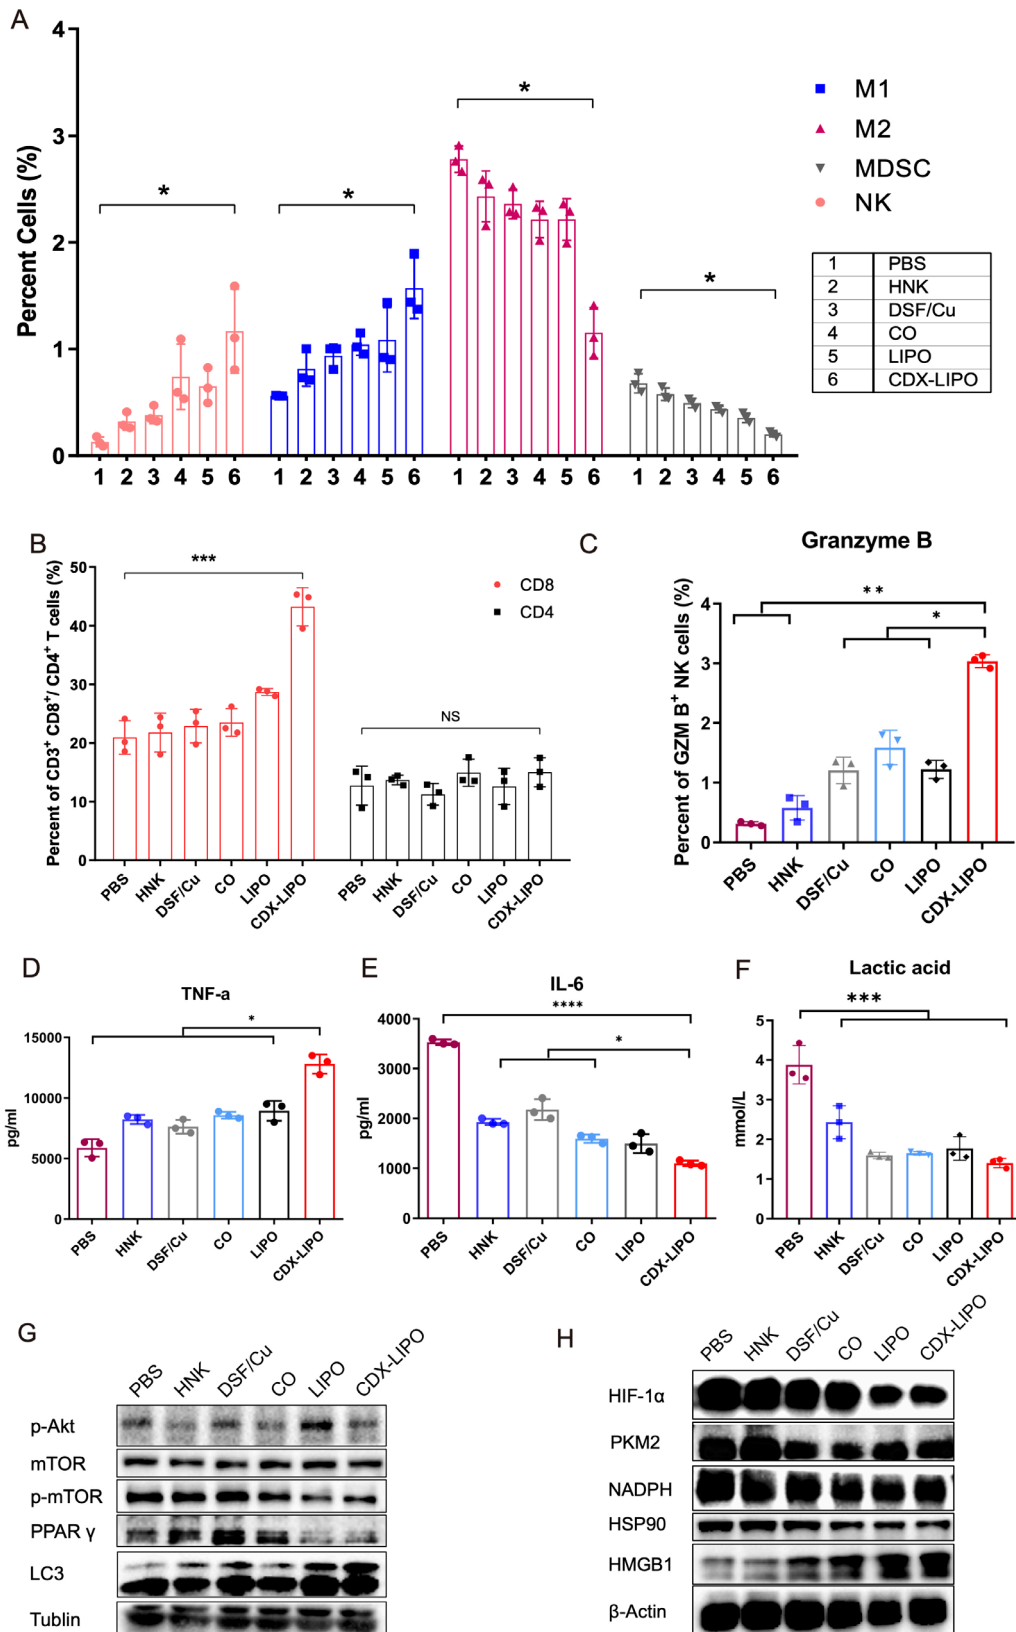 A
Percent Cells (%)
4
3
2
1
0
*
*
*
*
1 2 3 4 5 6
1 2 3 4 5 6
1 2 3 4 5 6
1 2 3 4 5 6
M1
M2
MDSC
NK
1 PBS
2 HNK
3 DSF/Cu
4 CO
5 LIPO
6 CDX-LIPO
B
Percent of CD3⁺ CD8⁺/ CD4⁺ T cells (%)
50
40
30
20
10
0
***
NS
CD8
CD4
PBS HNK DSF/Cu CO LIPO CDX-LIPO
PBS HNK DSF/Cu CO LIPO CDX-LIPO
C
Granzyme B
Percent of GZM B⁺ NK cells (%)
4
3
2
1
0
**
*
PBS HNK DSF/Cu CO LIPO CDX-LIPO
D
TNF-a
pg/ml
15000
10000
5000
0
*
PBS HNK DSF/Cu CO LIPO CDX-LIPO
E
IL-6
pg/ml
4000
3000
2000
1000
0
****
*
PBS HNK DSF/Cu CO LIPO CDX-LIPO
F
Lactic acid
mmol/L
5
4
3
2
1
0
***
PBS HNK DSF/Cu CO LIPO CDX-LIPO
G
PBS HNK DSF/Cu CO LIPO CDX-LIPO
p-Akt
mTOR
p-mTOR
PPAR γ
LC3
Tublin
H
PBS HNK DSF/Cu CO LIPO CDX-LIPO
HIF-1α
PKM2
NADPH
HSP90
HMGB1
β-Actin